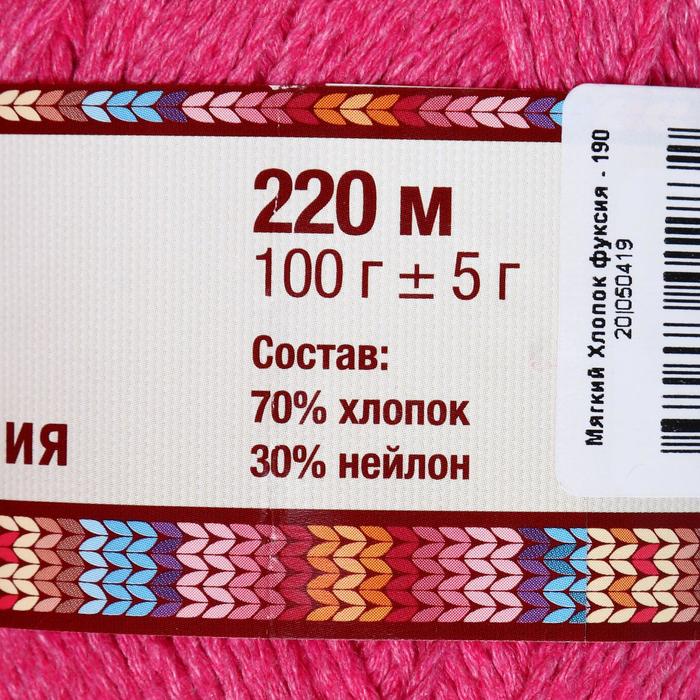 220 м
100 г ± 5 г
Состав:
70% хлопок
30% нейлон
ия
Мягкий Хлопок фуксия - 190
20|050419